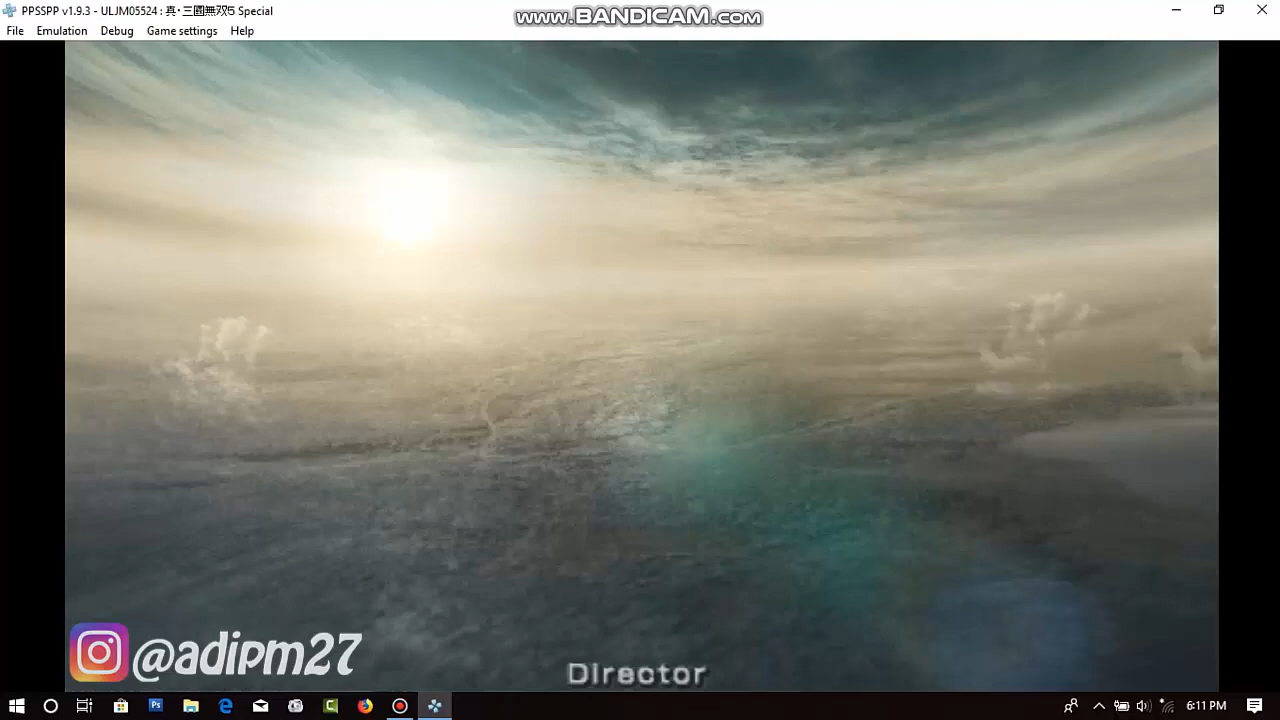 PPSSPP v1.9.3 - ULJM05524 : 真・三國無双5 Special
www.BANDICAM.com
File Emulation Debug Game settings Help
@adipm27
Director
6:11 PM